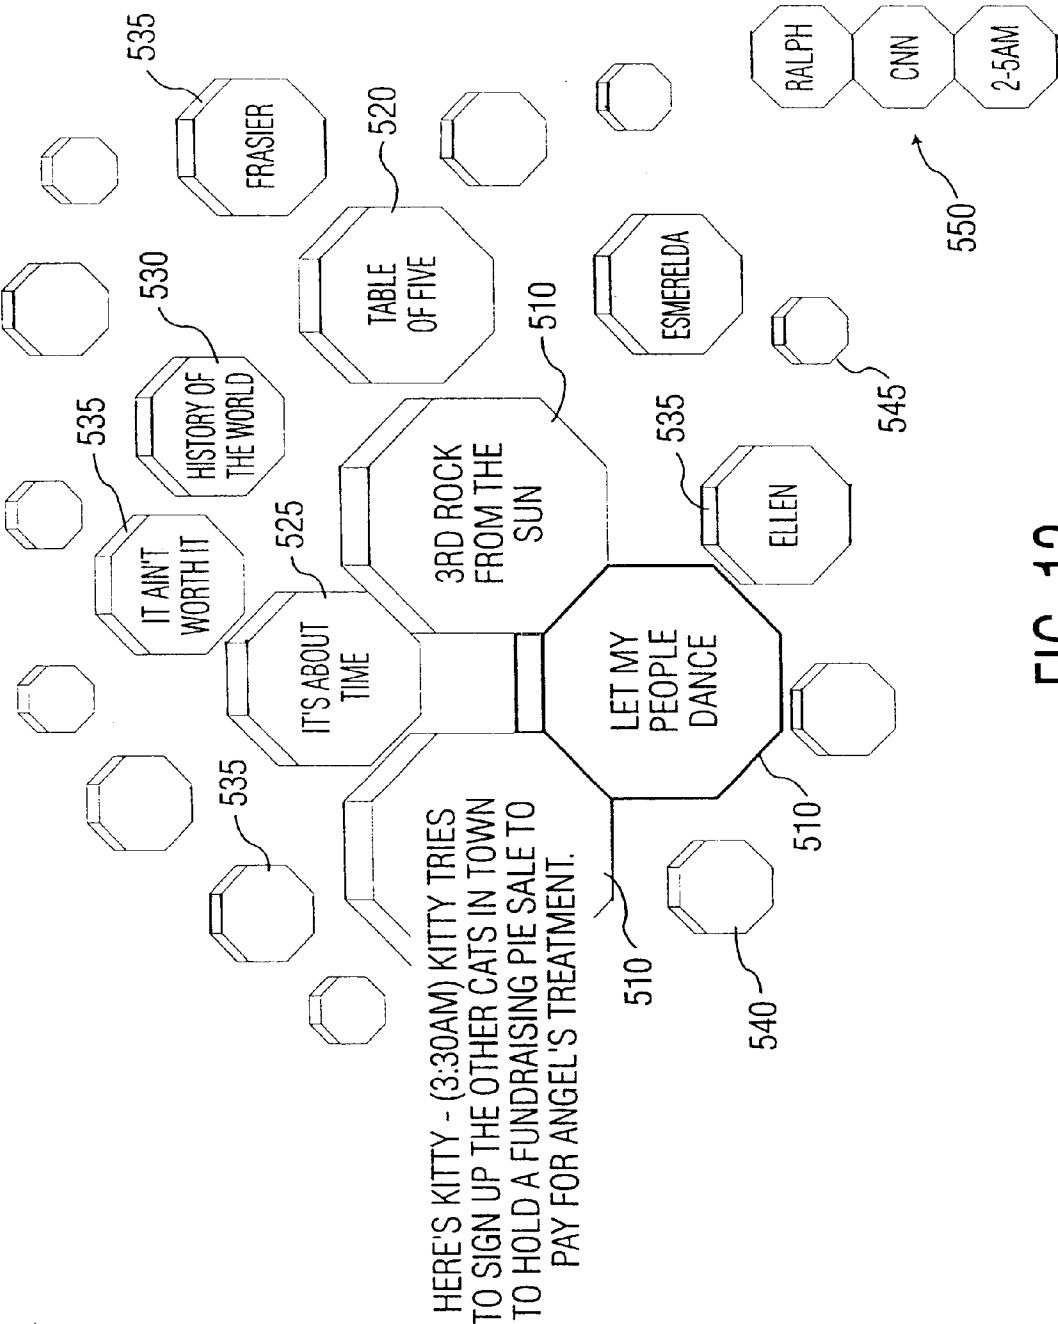 535
535
530
IT AIN'T
WORTH IT
HISTORY OF
THE WORLD
535
FRASIER
525
IT'S ABOUT
TIME
520
TABLE
OF FIVE
HERE'S KITTY - (3:30AM) KITTY TRIES
TO SIGN UP THE OTHER CATS IN TOWN
TO HOLD A FUNDRAISING PIE SALE TO
PAY FOR ANGEL'S TREATMENT.
3RD ROCK
FROM THE
SUN
510
510
LET MY
PEOPLE
DANCE
535
ESMERELDA
540
510
ELLEN
545
RALPH
CNN
2-5AM
550
FIG.